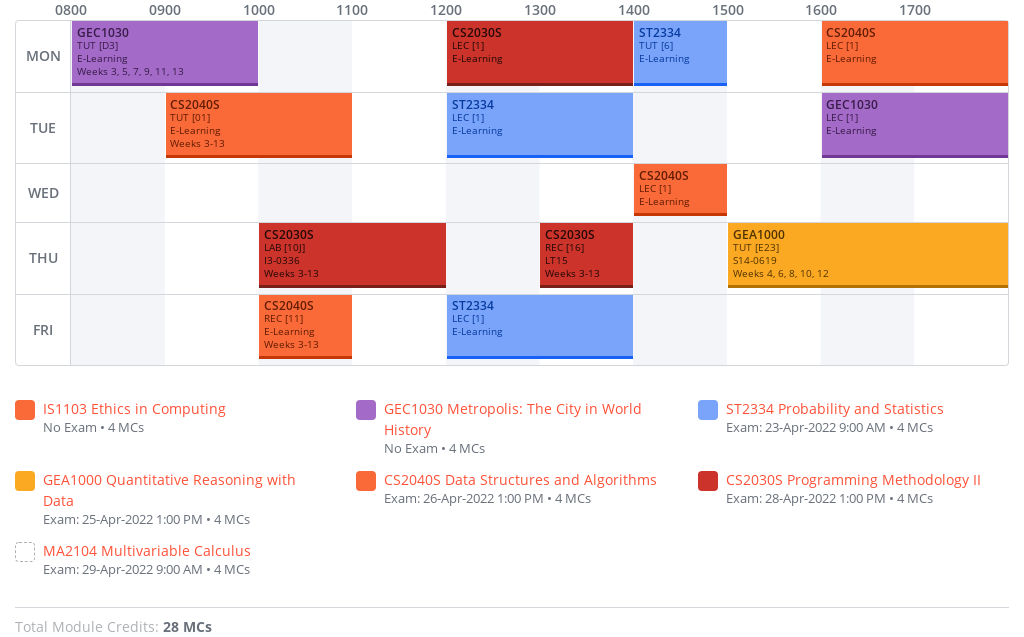 0800 0900 1000 1100 1200 1300 1400 1500 1600 1700
MON
GEC1030
TUT [D3]
E-Learning
Weeks 3, 5, 7, 9, 11, 13
CS2030S
LEC [1]
E-Learning
ST2334
TUT [6]
E-Learning
CS2040S
LEC [1]
E-Learning
TUE
CS2040S
TUT [01]
E-Learning
Weeks 3-13
ST2334
LEC [1]
E-Learning
GEC1030
LEC [1]
E-Learning
WED
CS2040S
LEC [1]
E-Learning
THU
CS2030S
LAB [10J]
I3-0336
Weeks 3-13
CS2030S
REC [16]
LT15
Weeks 3-13
GEA1000
TUT [E23]
S14-0619
Weeks 4, 6, 8, 10, 12
FRI
CS2040S
REC [11]
E-Learning
Weeks 3-13
ST2334
LEC [1]
E-Learning
IS1103 Ethics in Computing
No Exam • 4 MCs
GEC1030 Metropolis: The City in World
History
No Exam • 4 MCs
ST2334 Probability and Statistics
Exam: 23-Apr-2022 9:00 AM • 4 MCs
GEA1000 Quantitative Reasoning with
Data
Exam: 25-Apr-2022 1:00 PM • 4 MCs
CS2040S Data Structures and Algorithms
Exam: 26-Apr-2022 1:00 PM • 4 MCs
CS2030S Programming Methodology II
Exam: 28-Apr-2022 1:00 PM • 4 MCs
MA2104 Multivariable Calculus
Exam: 29-Apr-2022 9:00 AM • 4 MCs
Total Module Credits: 28 MCs